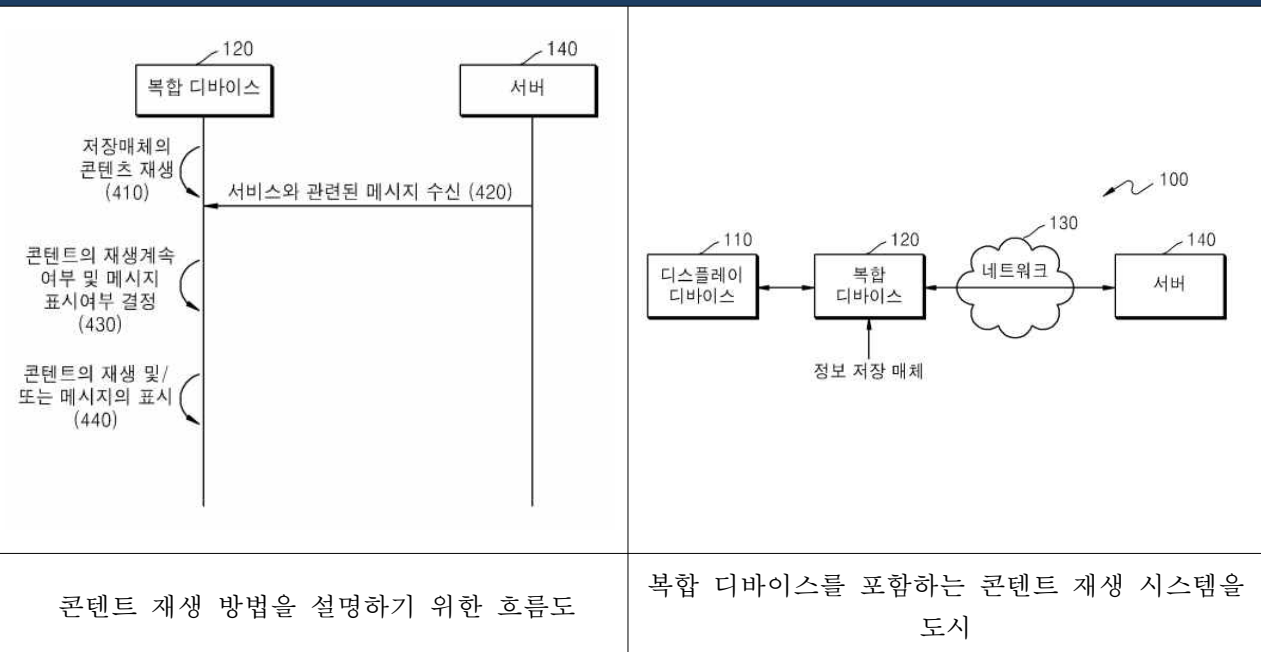 120
140
복합 디바이스
서버
저장매체의
콘텐츠 재생
(410)
서비스와 관련된 메시지 수신 (420)
콘텐트의 재생계속
여부 및 메시지
표시여부 결정
(430)
콘텐트의 재생 및/
또는 메시지의 표시
(440)
100
110
120
130
140
디스플레이
디바이스
복합
디바이스
네트워크
서버
정보 저장 매체
콘텐트 재생 방법을 설명하기 위한 흐름도
복합 디바이스를 포함하는 콘텐트 재생 시스템을
도시